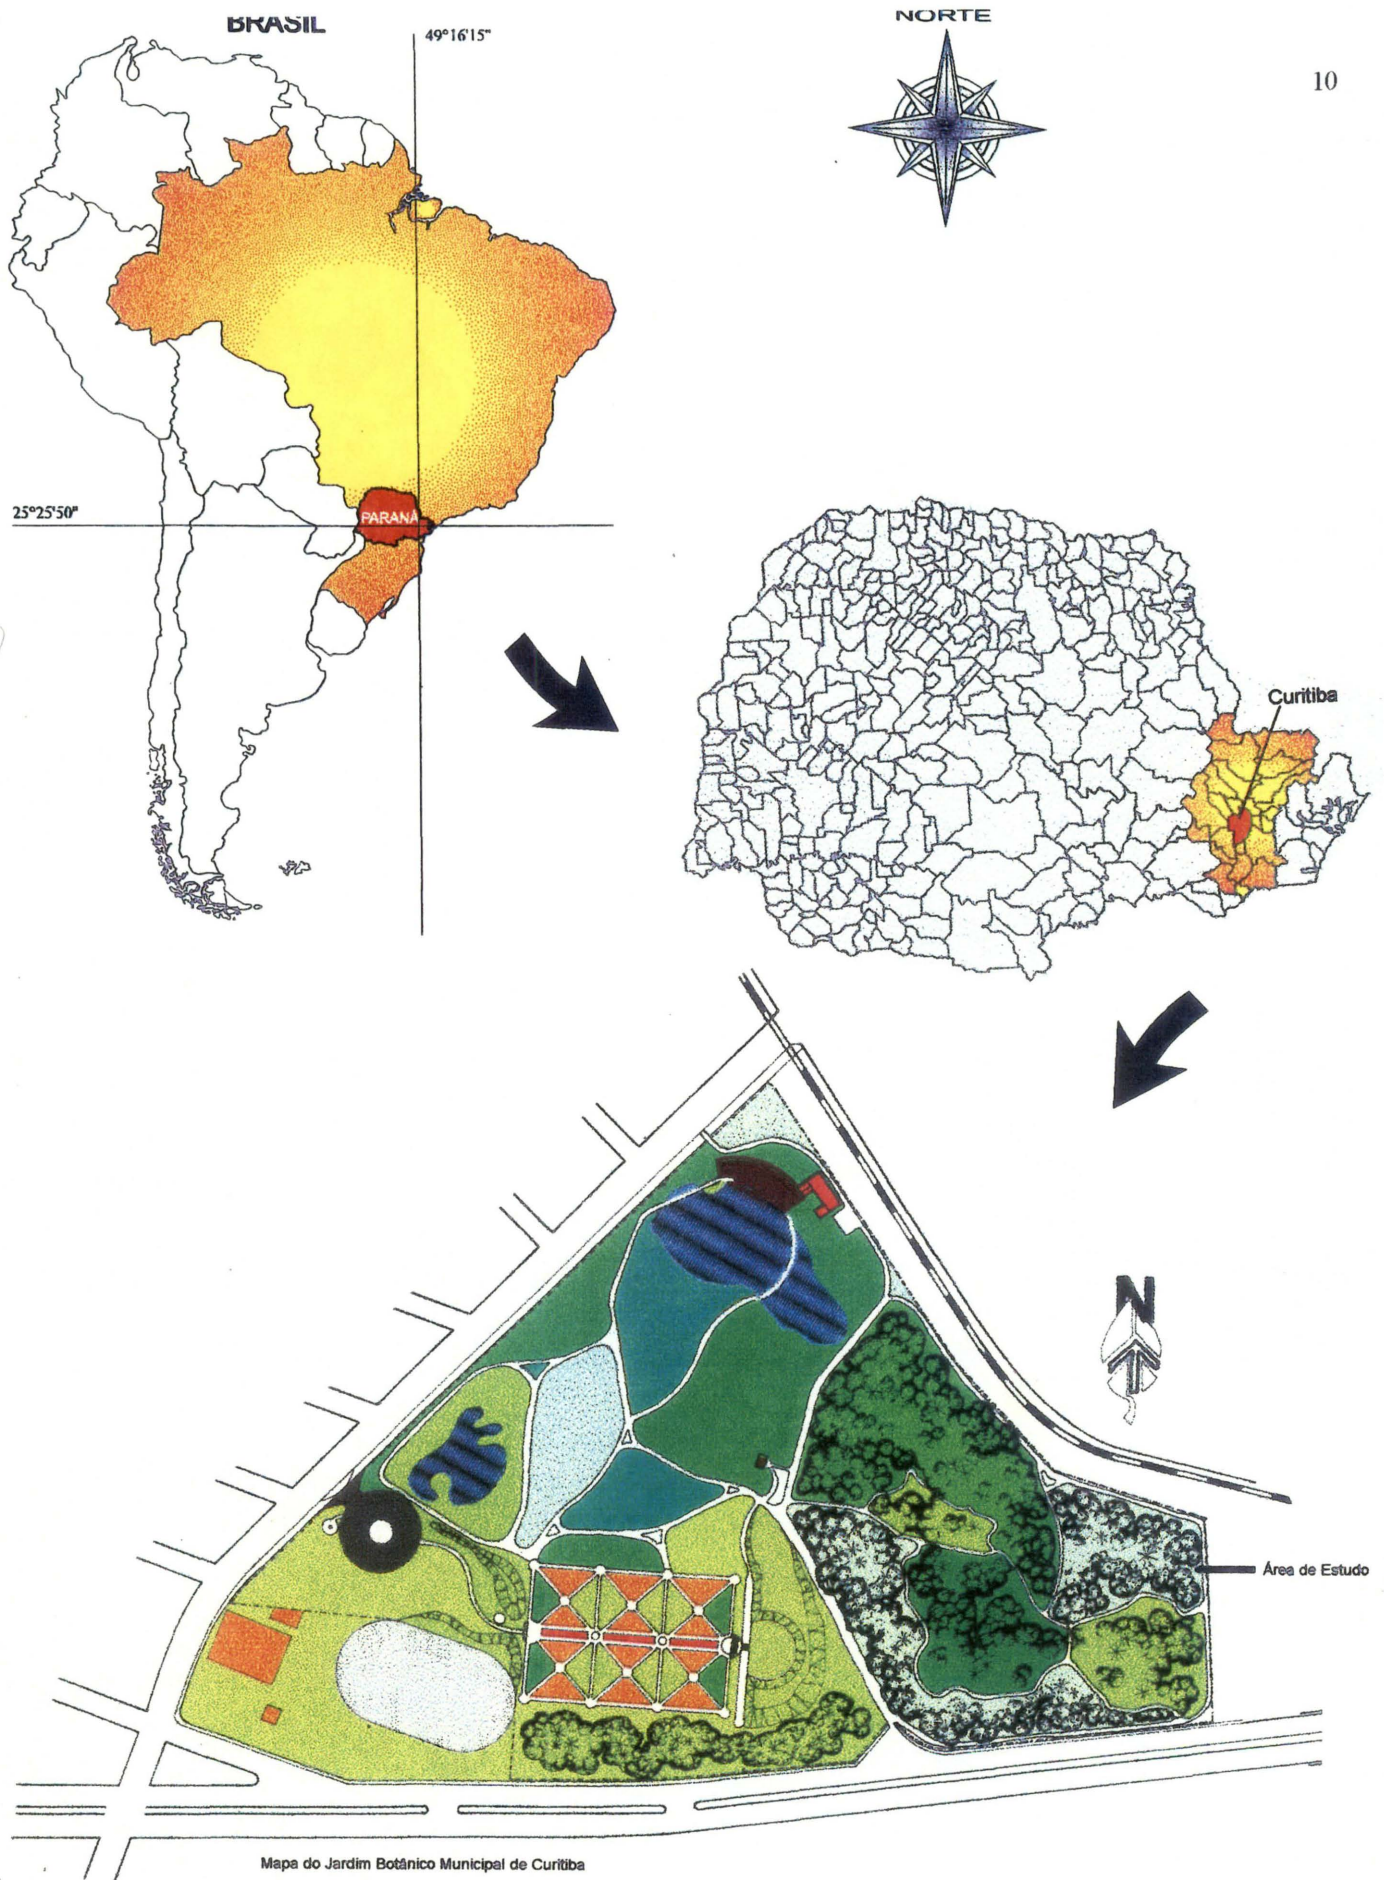 BRASIL
49°16'15"
NORTE
10
25°25'50"
PARANÁ
Curitiba
N
Área de Estudo
Mapa do Jardim Botânico Municipal de Curitiba